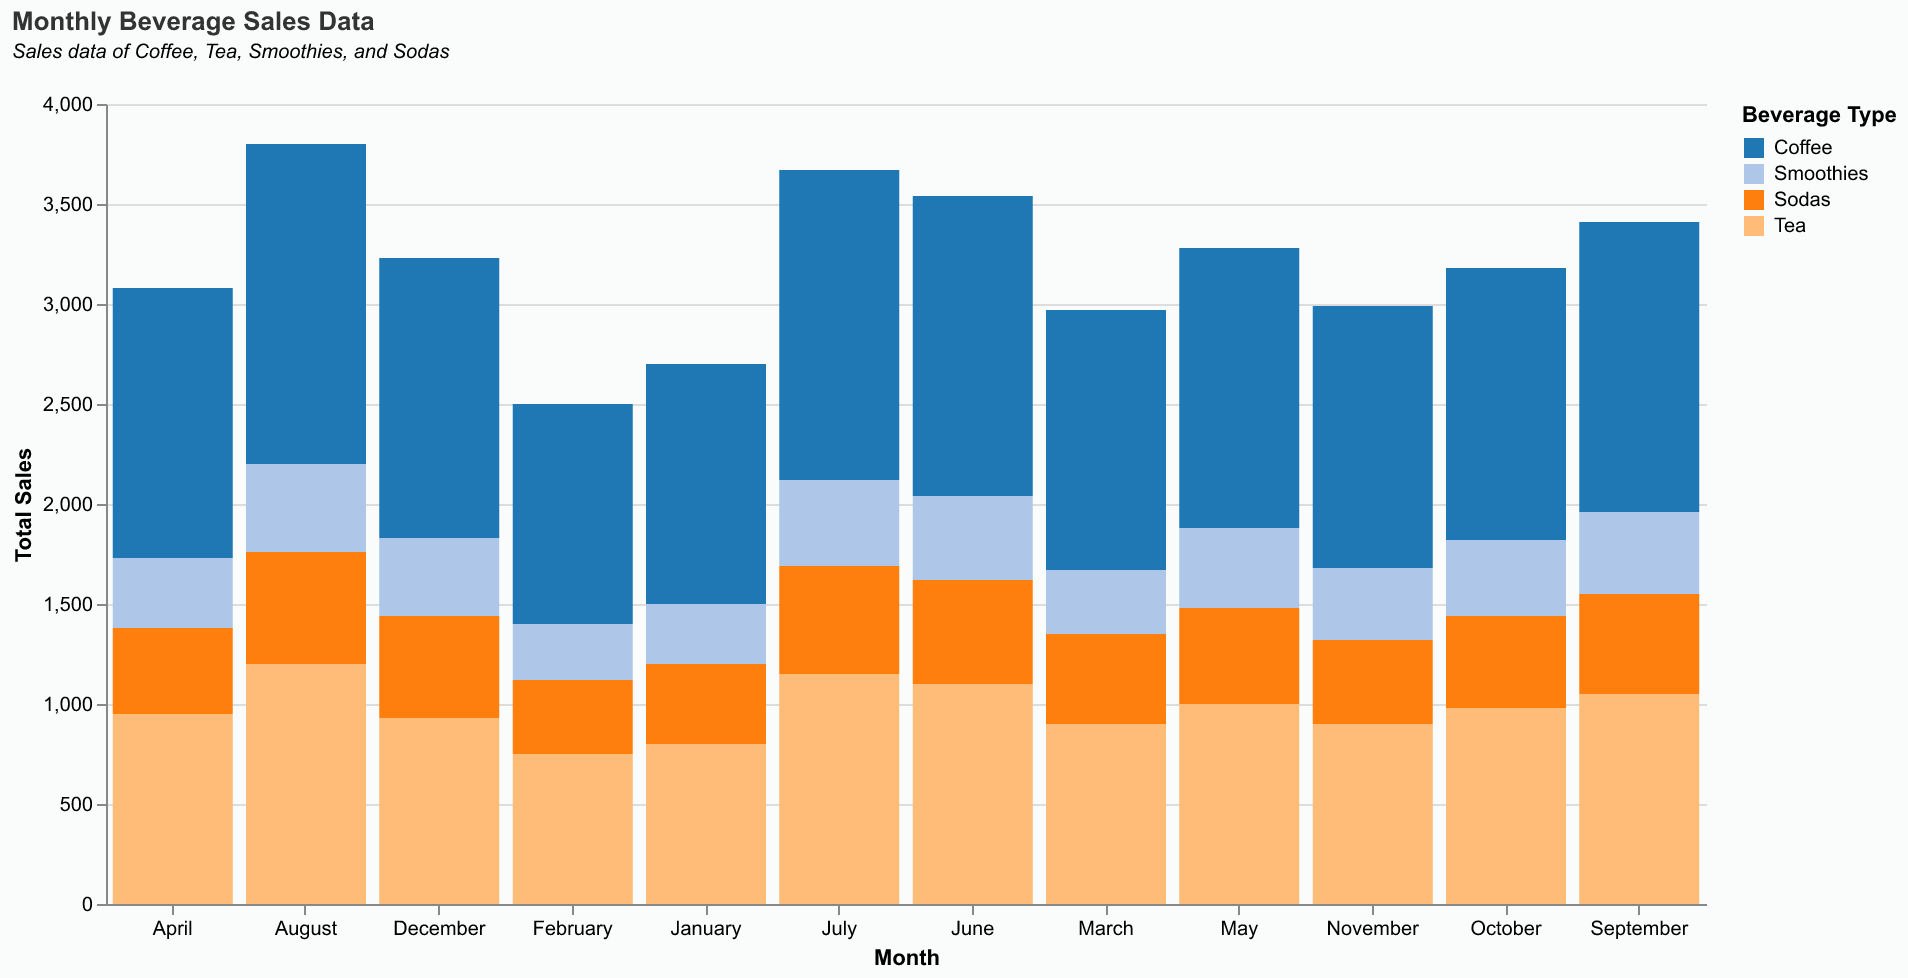 Monthly Beverage Sales Data
Sales data of Coffee, Tea, Smoothies, and Sodas
Total Sales
4,000
3,500
3,000
2,500
2,000
1,500
1,000
500
0
April August December February January July June March May November October September
Month
Beverage Type
Coffee
Smoothies
Sodas
Tea